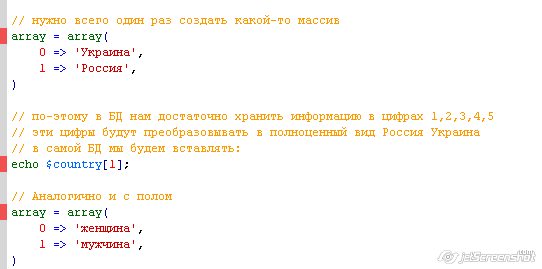 // нужно всего один раз создать какой-то массив
array = array(
0 => 'Украина',
1 => 'Россия',
)
// по-этому в БД нам достаточно хранить информацию в цифрах 1,2,3,4,5
// эти цифры будут преобразовывать в полноценный вид Россия Украина
// в самой БД мы будем вставлять:
echo $country[1];
// Аналогично и с полом
array = array(
0 => 'женщина',
1 => 'мужчина',
)
jetScreenshot